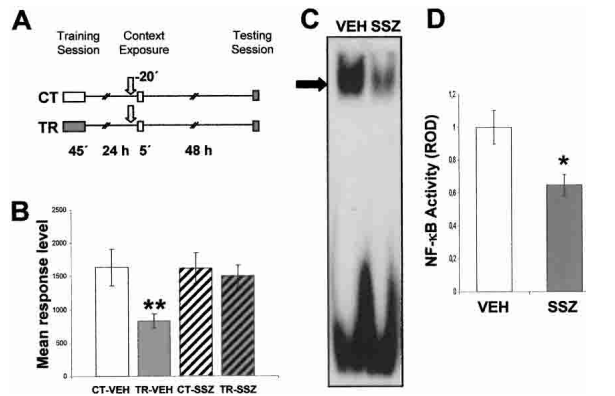 A
Training Session
Context Exposure
Testing Session
-20´
CT
TR
45´ 24 h 5´ 48 h
B
Mean response level
2500
2000
1500
1000
500
0
**
CT-VEH TR-VEH CT-SSZ TR-SSZ
C
VEH SSZ
D
NF-κB Activity (ROD)
1,2
1
0,8
0,6
0,4
0,2
0
*
VEH SSZ